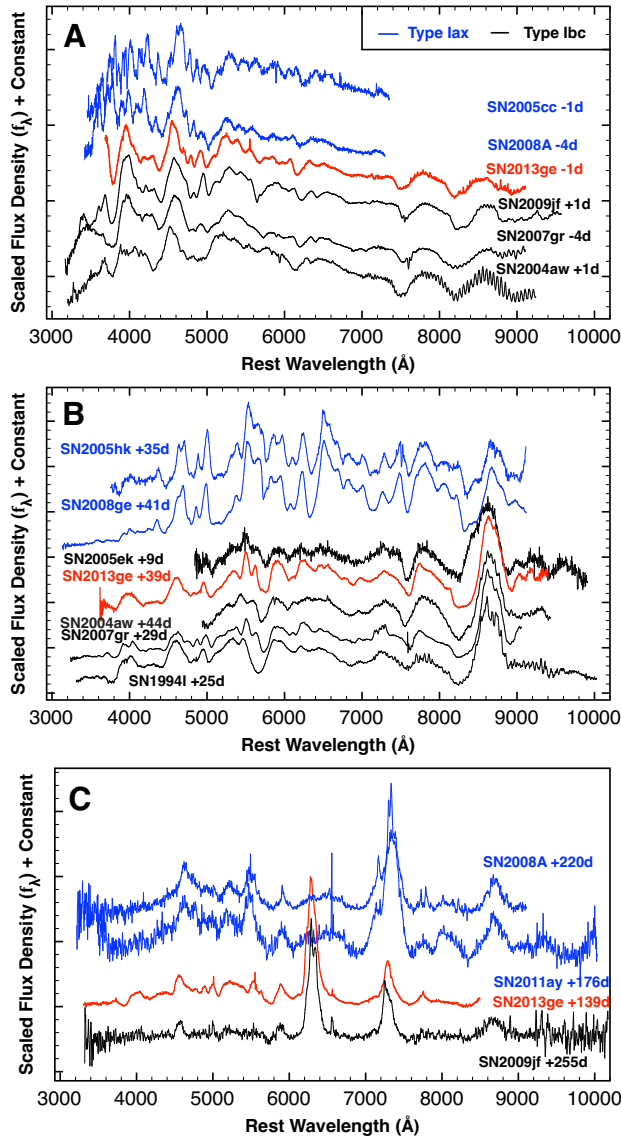 A
Type Iax
Type Ibc
SN2005cc -1d
SN2008A -4d
SN2013ge -1d
SN2009jf +1d
SN2007gr -4d
SN2004aw +1d
Scaled Flux Density (fλ) + Constant
3000 4000 5000 6000 7000 8000 9000 10000
Rest Wavelength (Å)
B
SN2005hk +35d
SN2008ge +41d
SN2005ek +9d
SN2013ge +39d
SN2004aw +44d
SN2007gr +29d
SN1994I +25d
Scaled Flux Density (fλ) + Constant
3000 4000 5000 6000 7000 8000 9000 10000
Rest Wavelength (Å)
C
SN2008A +220d
SN2011ay +176d
SN2013ge +139d
SN2009jf +255d
Scaled Flux Density (fλ) + Constant
3000 4000 5000 6000 7000 8000 9000 10000
Rest Wavelength (Å)